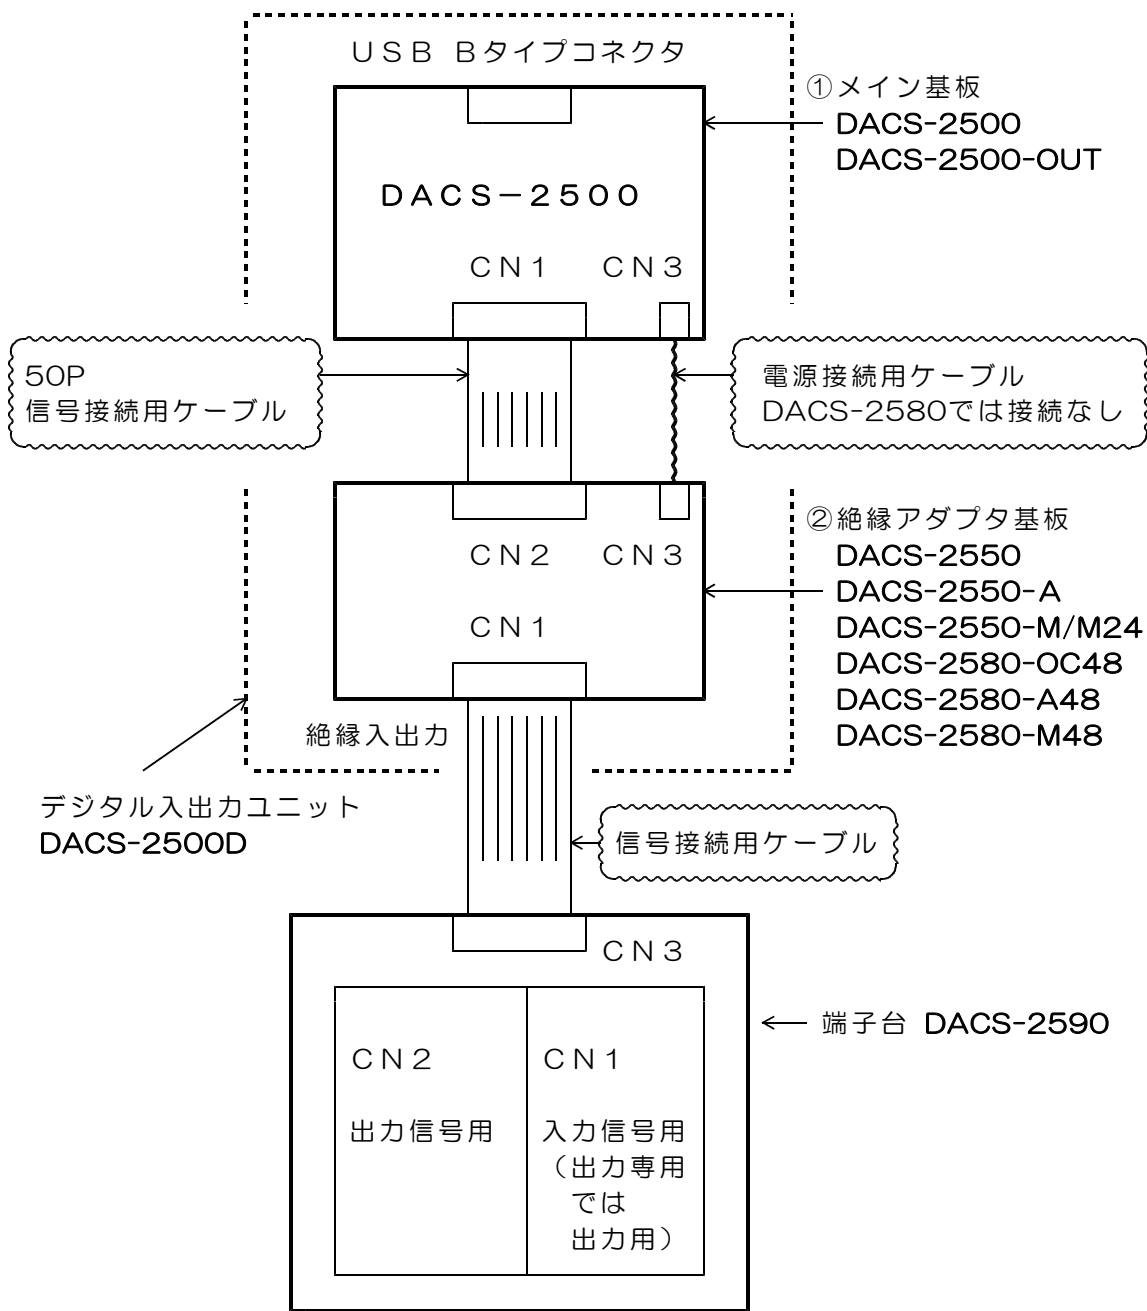 USB Bタイプコネクタ
①メイン基板
DACS-2500
DACS-2500-OUT
DACS－2500
CN1 CN3
50P
信号接続用ケーブル
電源接続用ケーブル
DACS-2580では接続なし
②絶縁アダプタ基板
DACS-2550
DACS-2550-A
DACS-2550-M/M24
DACS-2580-OC48
DACS-2580-A48
DACS-2580-M48
CN2 CN3
CN1
絶縁入出力
デジタル入出力ユニット
DACS-2500D
信号接続用ケーブル
CN3
端子台 DACS-2590
CN2
出力信号用
CN1
入力信号用
（出力専用
では
出力用）